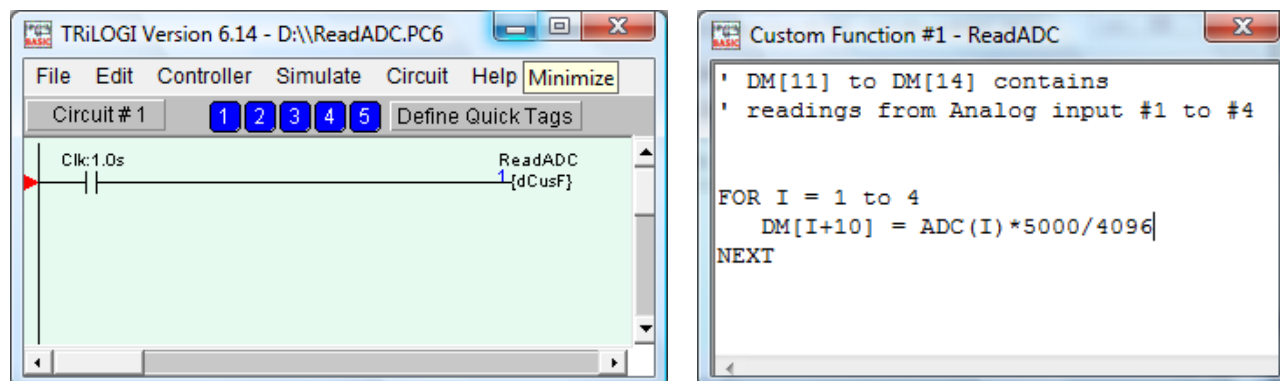 TRiLOGI Version 6.14 - D:\\ReadADC.PC6
File Edit Controller Simulate Circuit Help Minimize
Circuit # 1 1 2 3 4 5 Define Quick Tags
Clk:1.0s ReadADC
1 {dCusF}
Custom Function #1 - ReadADC
' DM[11] to DM[14] contains
' readings from Analog input #1 to #4
FOR I = 1 to 4
DM[I+10] = ADC(I)*5000/4096
NEXT